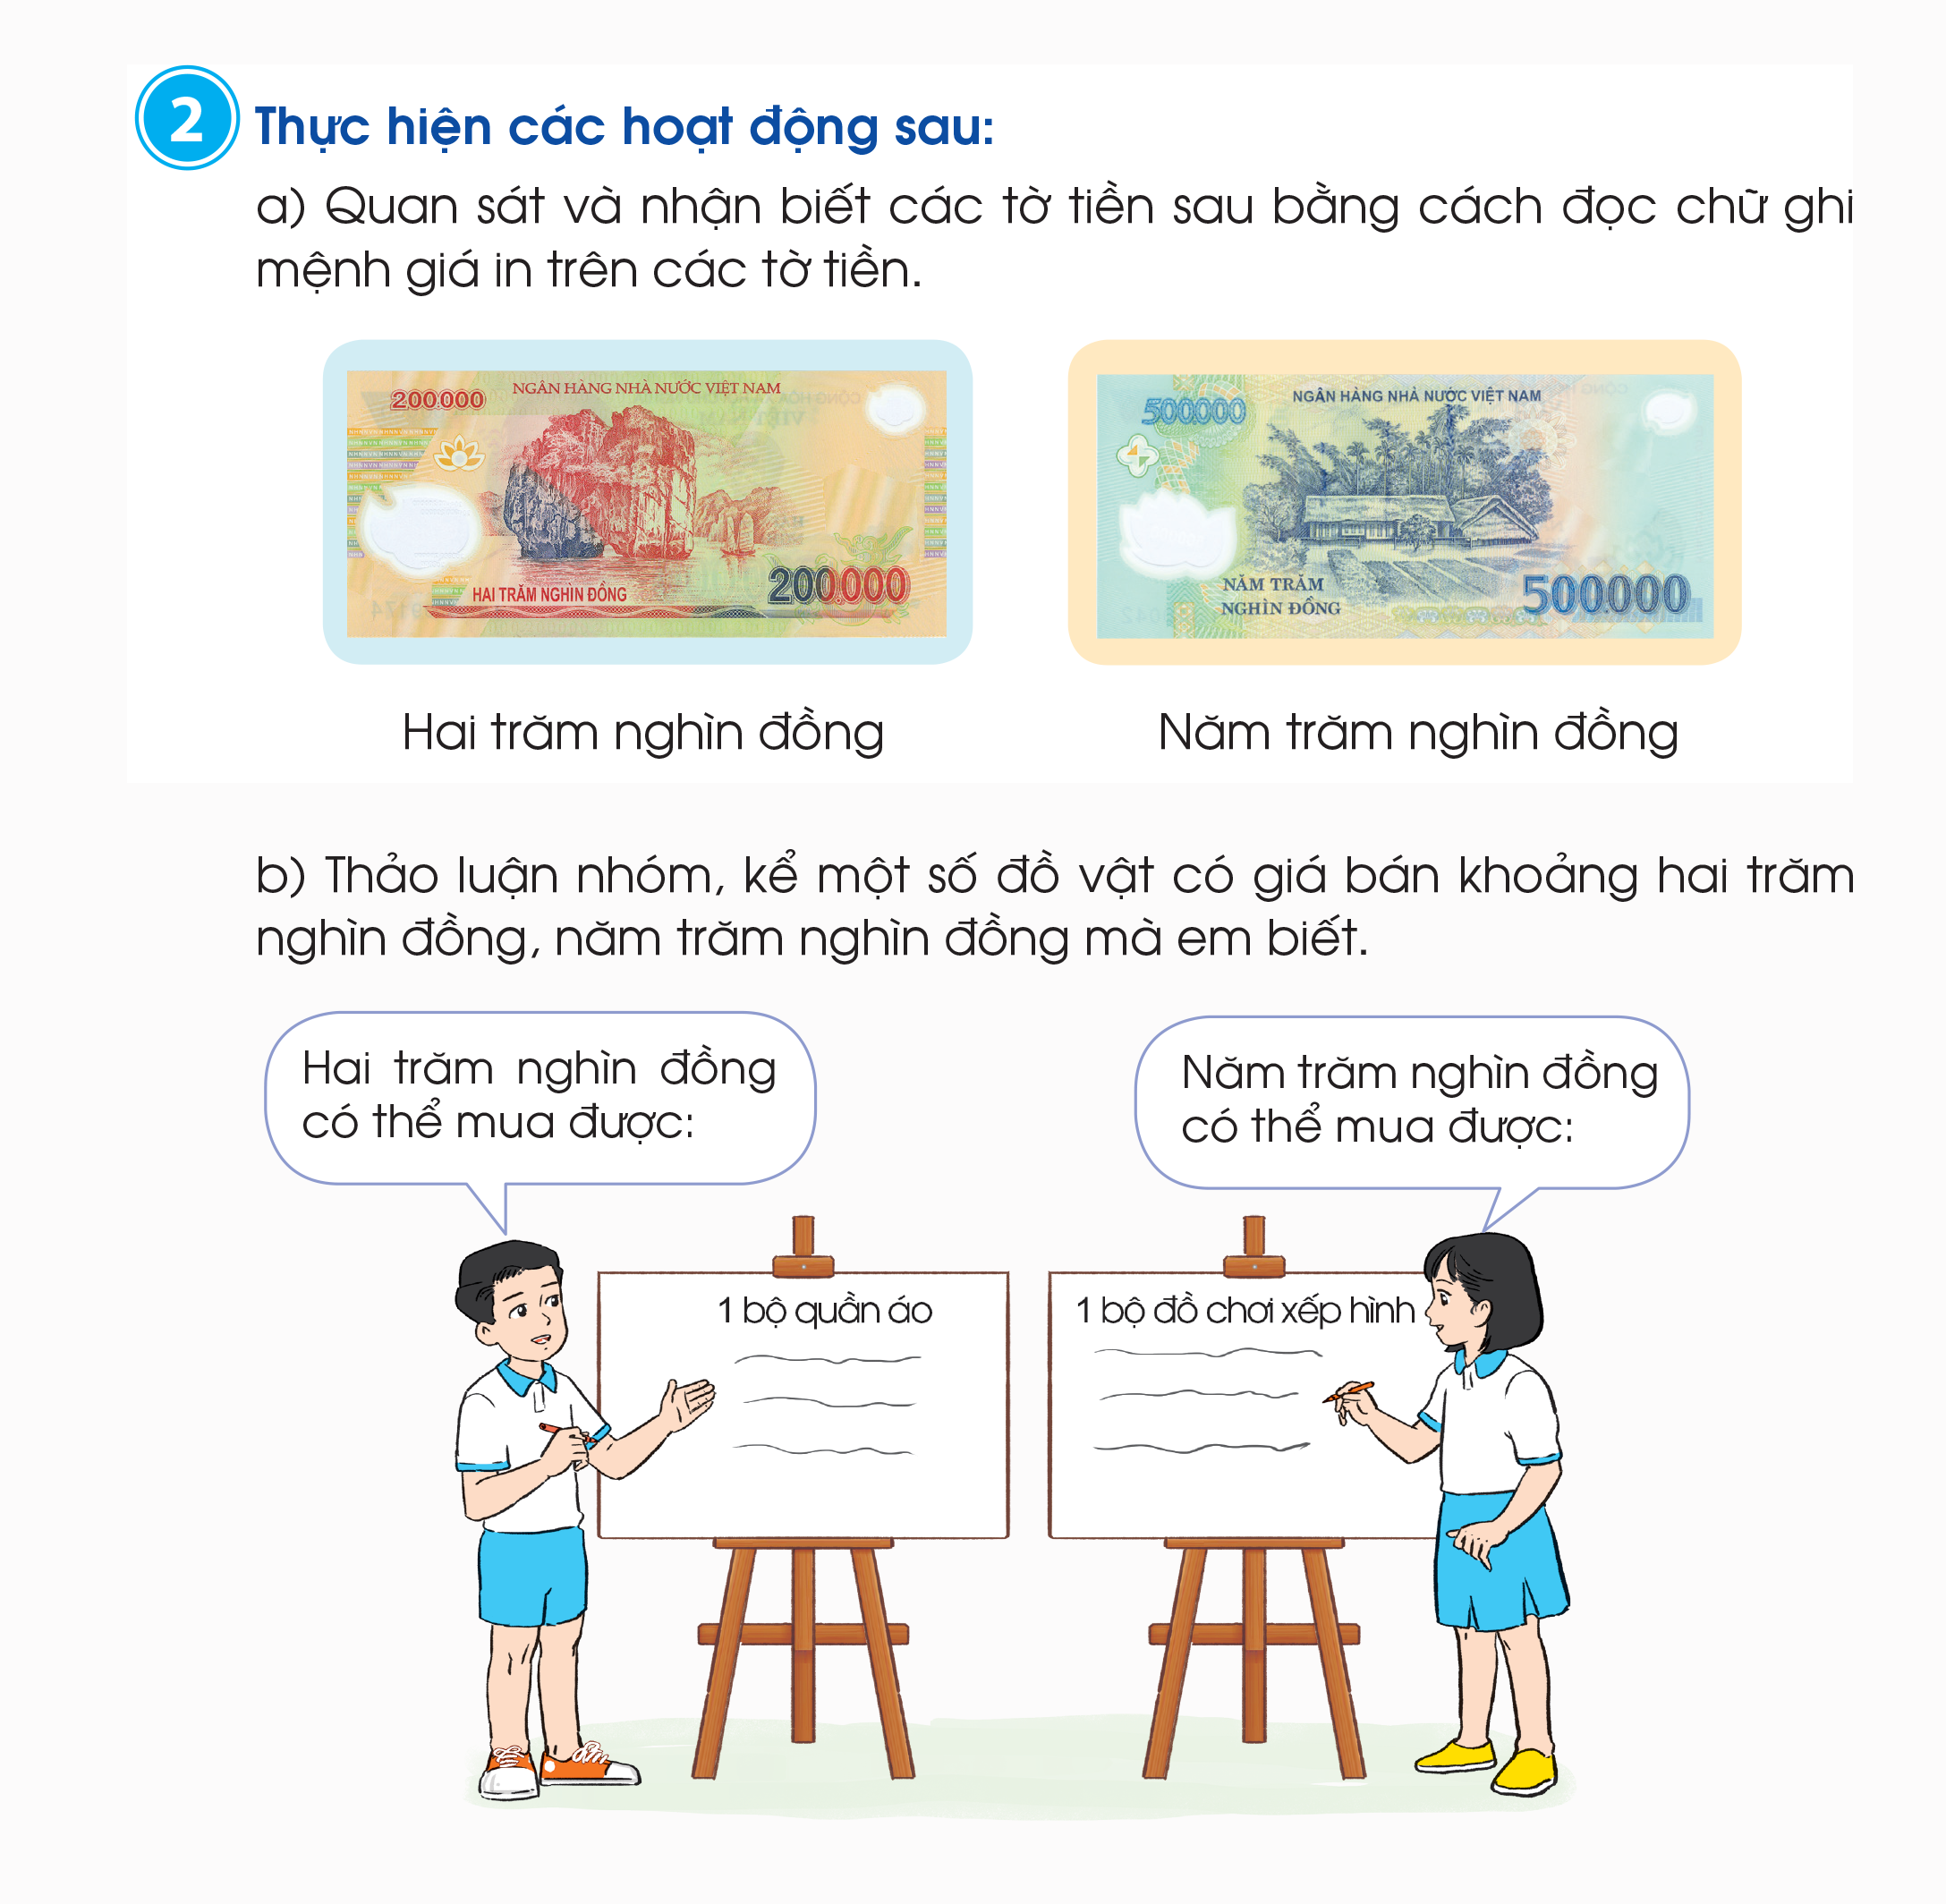 2
Thực hiện các hoạt động sau:
a) Quan sát và nhận biết các tờ tiền sau bằng cách đọc chữ ghi
mệnh giá in trên các tờ tiền.
200.000
NGÂN HÀNG NHÀ NƯỚC VIỆT NAM
HAI TRĂM NGHÌN ĐỒNG
200.000
500.000
NGÂN HÀNG NHÀ NƯỚC VIỆT NAM
NĂM TRĂM
NGHÌN ĐỒNG
500.000
Hai trăm nghìn đồng
Năm trăm nghìn đồng
b) Thảo luận nhóm, kể một số đồ vật có giá bán khoảng hai trăm
nghìn đồng, năm trăm nghìn đồng mà em biết.
Hai trăm nghìn đồng
có thể mua được:
Năm trăm nghìn đồng
có thể mua được:
1 bộ quần áo
1 bộ đồ chơi xếp hình